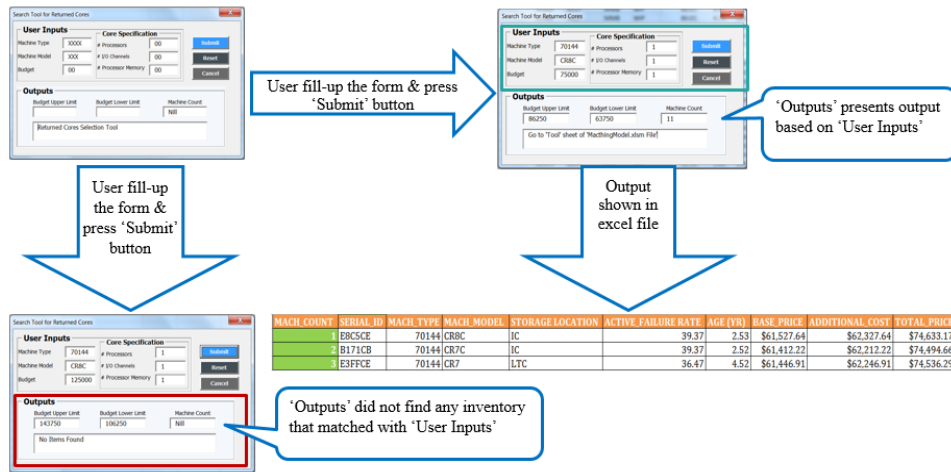 Search Tool for Returned Cores
User Inputs
Core Specification
Machine Type XXXX # Processors 00 Submit
Machine Model XXX # I/O Channels 00 Reset
Budget 00 # Processor Memory 00 Cancel
Outputs
Budget Upper Limit Budget Lower Limit Machine Count
Nill
Returned Cores Selection Tool
User fill-up the form & press
‘Submit’ button
Search Tool for Returned Cores
User Inputs
Core Specification
Machine Type 70144 # Processors 1 Submit
Machine Model CR8C # I/O Channels 1 Reset
Budget 75000 # Processor Memory 1 Cancel
Outputs
Budget Upper Limit Budget Lower Limit Machine Count
86250 63750 11
Go to 'Tool' sheet of 'MacthingModel.xlsm File'
‘Outputs’ presents output
based on ‘User Inputs’
User fill-up
the form &
press ‘Submit’
button
Output
shown in
excel file
Search Tool for Returned Cores
User Inputs
Core Specification
Machine Type 70144 # Processors 1 Submit
Machine Model CR8C # I/O Channels 1 Reset
Budget 125000 # Processor Memory 1 Cancel
Outputs
Budget Upper Limit Budget Lower Limit Machine Count
143750 106250 Nill
No Items Found
‘Outputs’ did not find any inventory
that matched with ‘User Inputs’
MACH_COUNT SERIAL_ID MACH_TYPE MACH_MODEL STORAGE LOCATION ACTIVE_FAILURE RATE AGE (YR) BASE_PRICE ADDITIONAL_COST TOTAL_PRICE
1 E8C5CE 70144 CR8C IC 39.37 2.53 $61,527.64 $62,327.64 $74,633.17
2 B171CB 70144 CR7C IC 39.37 2.52 $61,412.22 $62,212.22 $74,494.66
3 E3FFCE 70144 CR7 LTC 36.47 4.52 $61,446.91 $62,246.91 $74,536.29